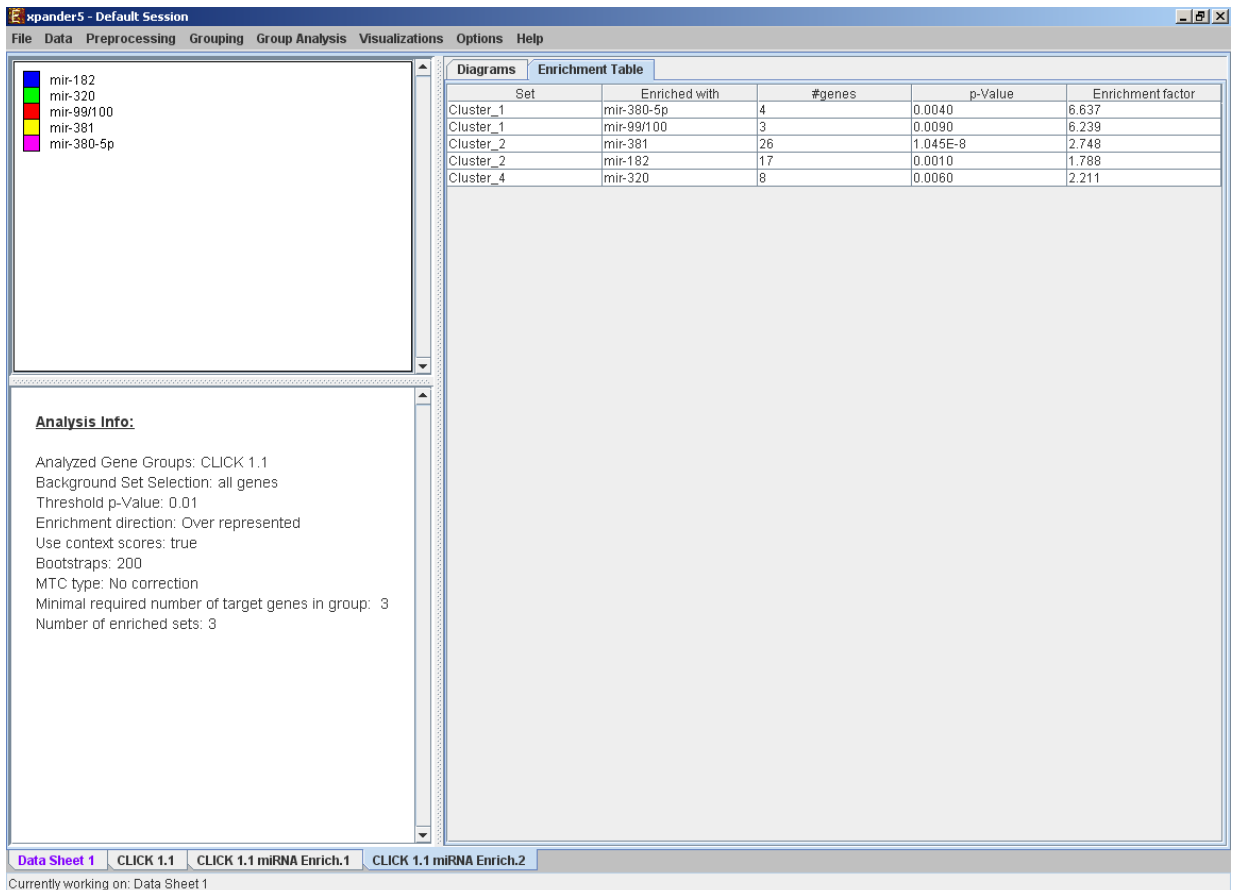 xpander5 - Default Session
File Data Preprocessing Grouping Group Analysis Visualizations Options Help
mir-182
mir-320
mir-99/100
mir-381
mir-380-5p
Analysis Info:
Analyzed Gene Groups: CLICK 1.1
Background Set Selection: all genes
Threshold p-Value: 0.01
Enrichment direction: Over represented
Use context scores: true
Bootstraps: 200
MTC type: No correction
Minimal required number of target genes in group: 3
Number of enriched sets: 3
Diagrams Enrichment Table
Set Enriched with #genes p-Value Enrichment factor
Cluster_1 mir-380-5p 4 0.0040 6.637
Cluster_1 mir-99/100 3 0.0090 6.239
Cluster_2 mir-381 26 1.045E-8 2.748
Cluster_2 mir-182 17 0.0010 1.788
Cluster_4 mir-320 8 0.0060 2.211
Data Sheet 1 CLICK 1.1 CLICK 1.1 miRNA Enrich.1 CLICK 1.1 miRNA Enrich.2
Currently working on: Data Sheet 1